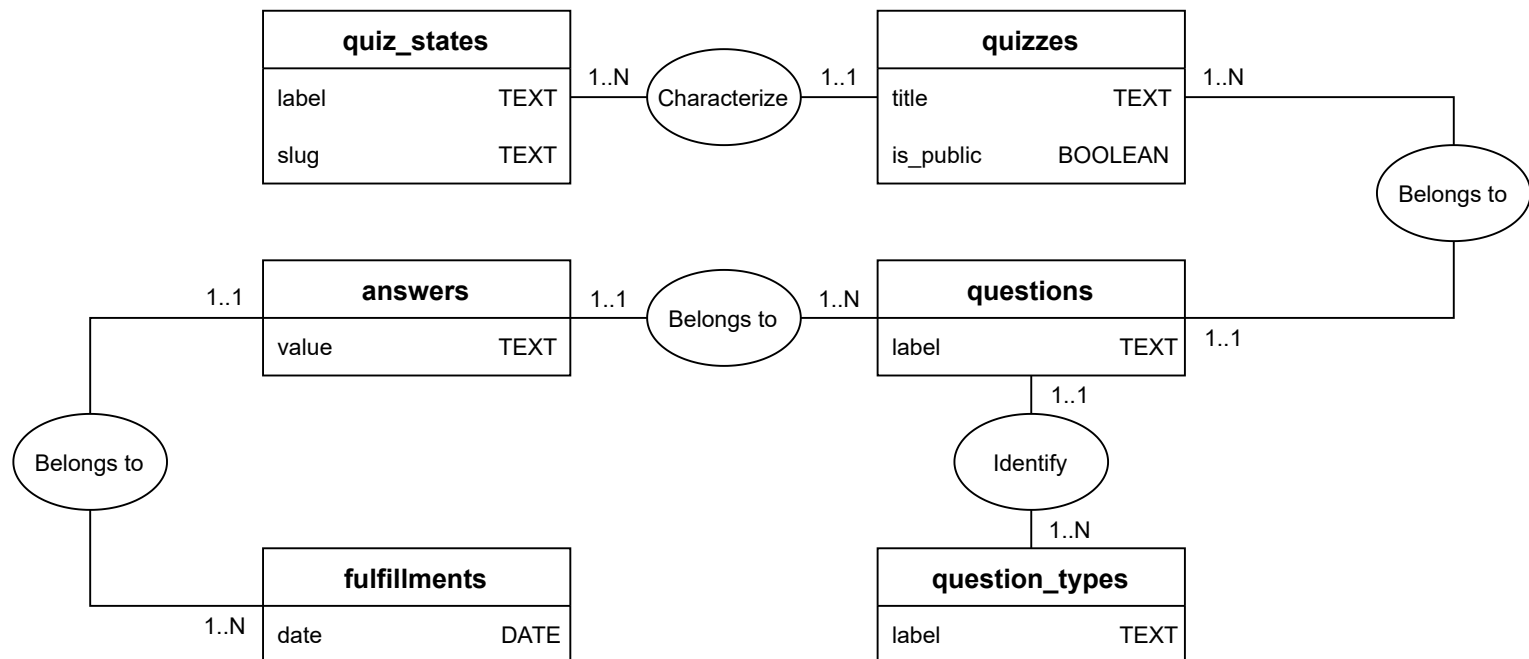 quiz_states
label TEXT
slug TEXT
1..N
Characterize
1..1
quizzes
title TEXT
is_public BOOLEAN
1..N
Belongs to
1..1
answers
value TEXT
1..1
Belongs to
1..N
questions
label TEXT
1..1
1..1
Identify
1..N
Belongs to
1..N
fulfillments
date DATE
question_types
label TEXT